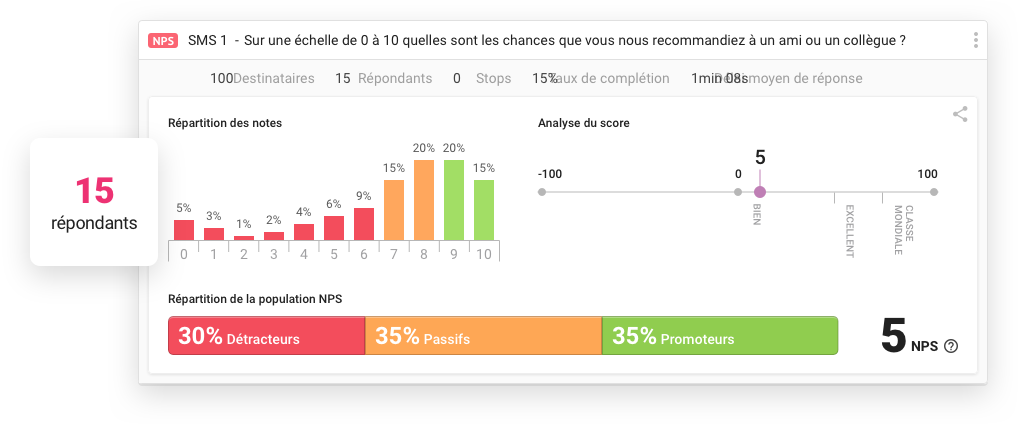 NPS SMS 1 - Sur une échelle de 0 à 10 quelles sont les chances que vous nous recommandiez à un ami ou un collègue ?
100 Destinataires 15 Répondants 0 Stops 15% aux de complétion 1min 08s moyen de réponse
15
répondants
Répartition des notes
5% 3% 1% 2% 4% 6% 9% 15% 20% 20% 15%
0 1 2 3 4 5 6 7 8 9 10
Analyse du score
5
-100 0 100
BIEN
EXCELLENT
CLASSE
MONDIALE
Répartition de la population NPS
30% Détracteurs 35% Passifs 35% Promoteurs
5 NPS ?